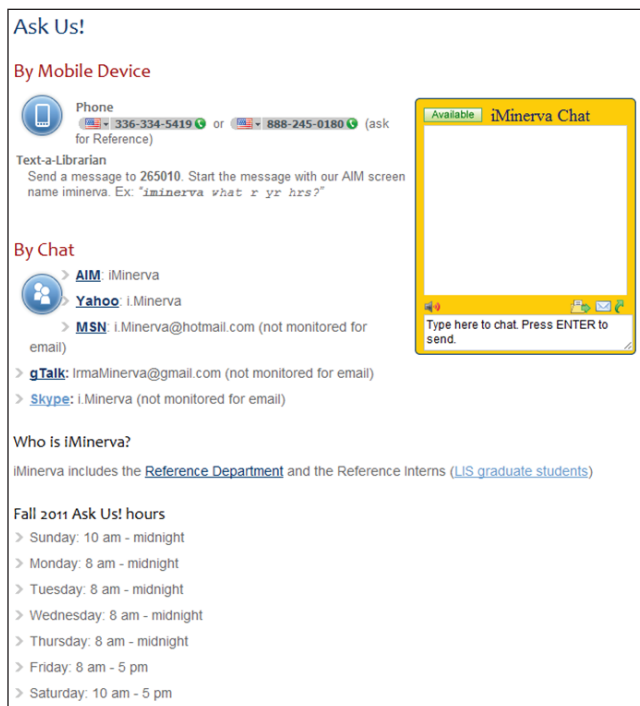 Ask Us!
By Mobile Device
Phone
336-334-5419 or 888-245-0180 (ask
for Reference)
Text-a-Librarian
Send a message to 265010. Start the message with our AIM screen
name iminerva. Ex: "iminerva what r yr hrs?"
By Chat
AIM: iMinerva
Yahoo: i.Minerva
MSN: i.Minerva@hotmail.com (not monitored for
email)
gTalk: IrmaMinerva@gmail.com (not monitored for email)
Skype: i.Minerva (not monitored for email)
Available iMinerva Chat
Type here to chat. Press ENTER to
send.
Who is iMinerva?
iMinerva includes the Reference Department and the Reference Interns (LIS graduate students)
Fall 2011 Ask Us! hours
Sunday: 10 am - midnight
Monday: 8 am - midnight
Tuesday: 8 am - midnight
Wednesday: 8 am - midnight
Thursday: 8 am - midnight
Friday: 8 am - 5 pm
Saturday: 10 am - 5 pm